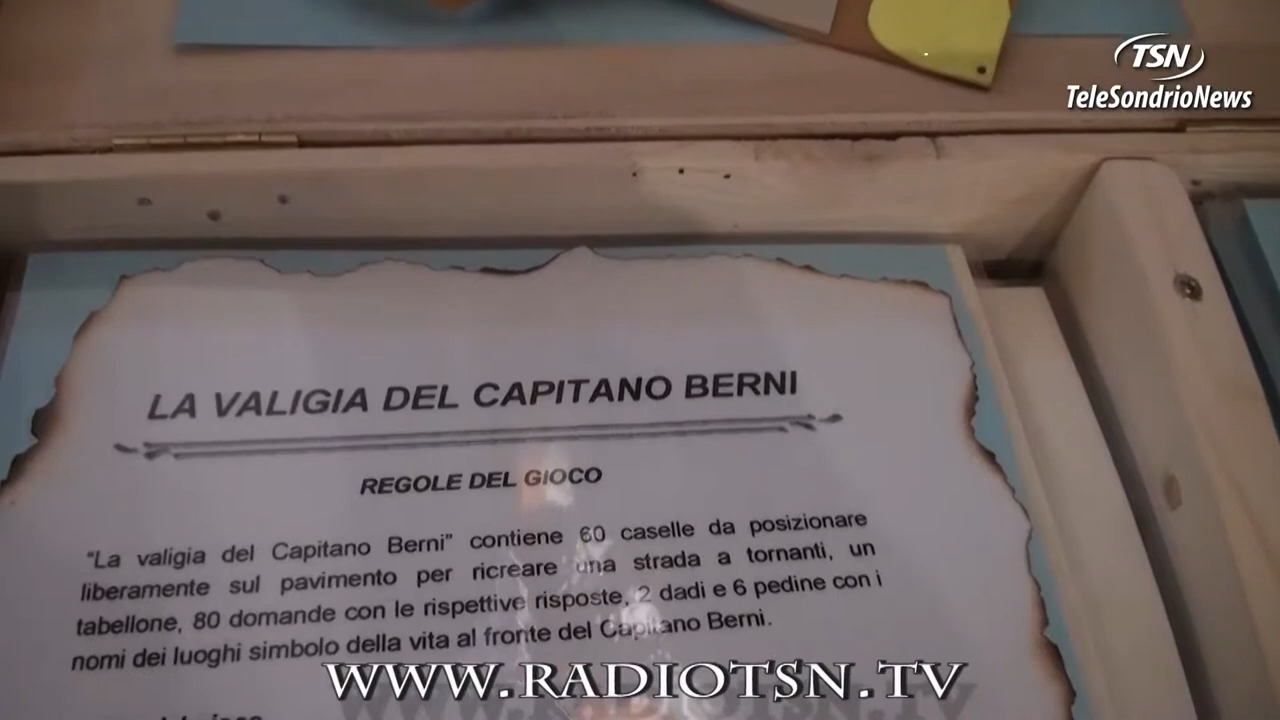 TSN
TeleSondrioNews
LA VALIGIA DEL CAPITANO BERNI
REGOLE DEL GIOCO
“La valigia del Capitano Berni” contiene 60 caselle da posizionare
liberamente sul pavimento per ricreare una strada a tornanti, un
tabellone, 80 domande con le rispettive risposte, 2 dadi e 6 pedine con i
nomi dei luoghi simbolo della vita al fronte del Capitano Berni.
WWW.RADIOTSN.TV